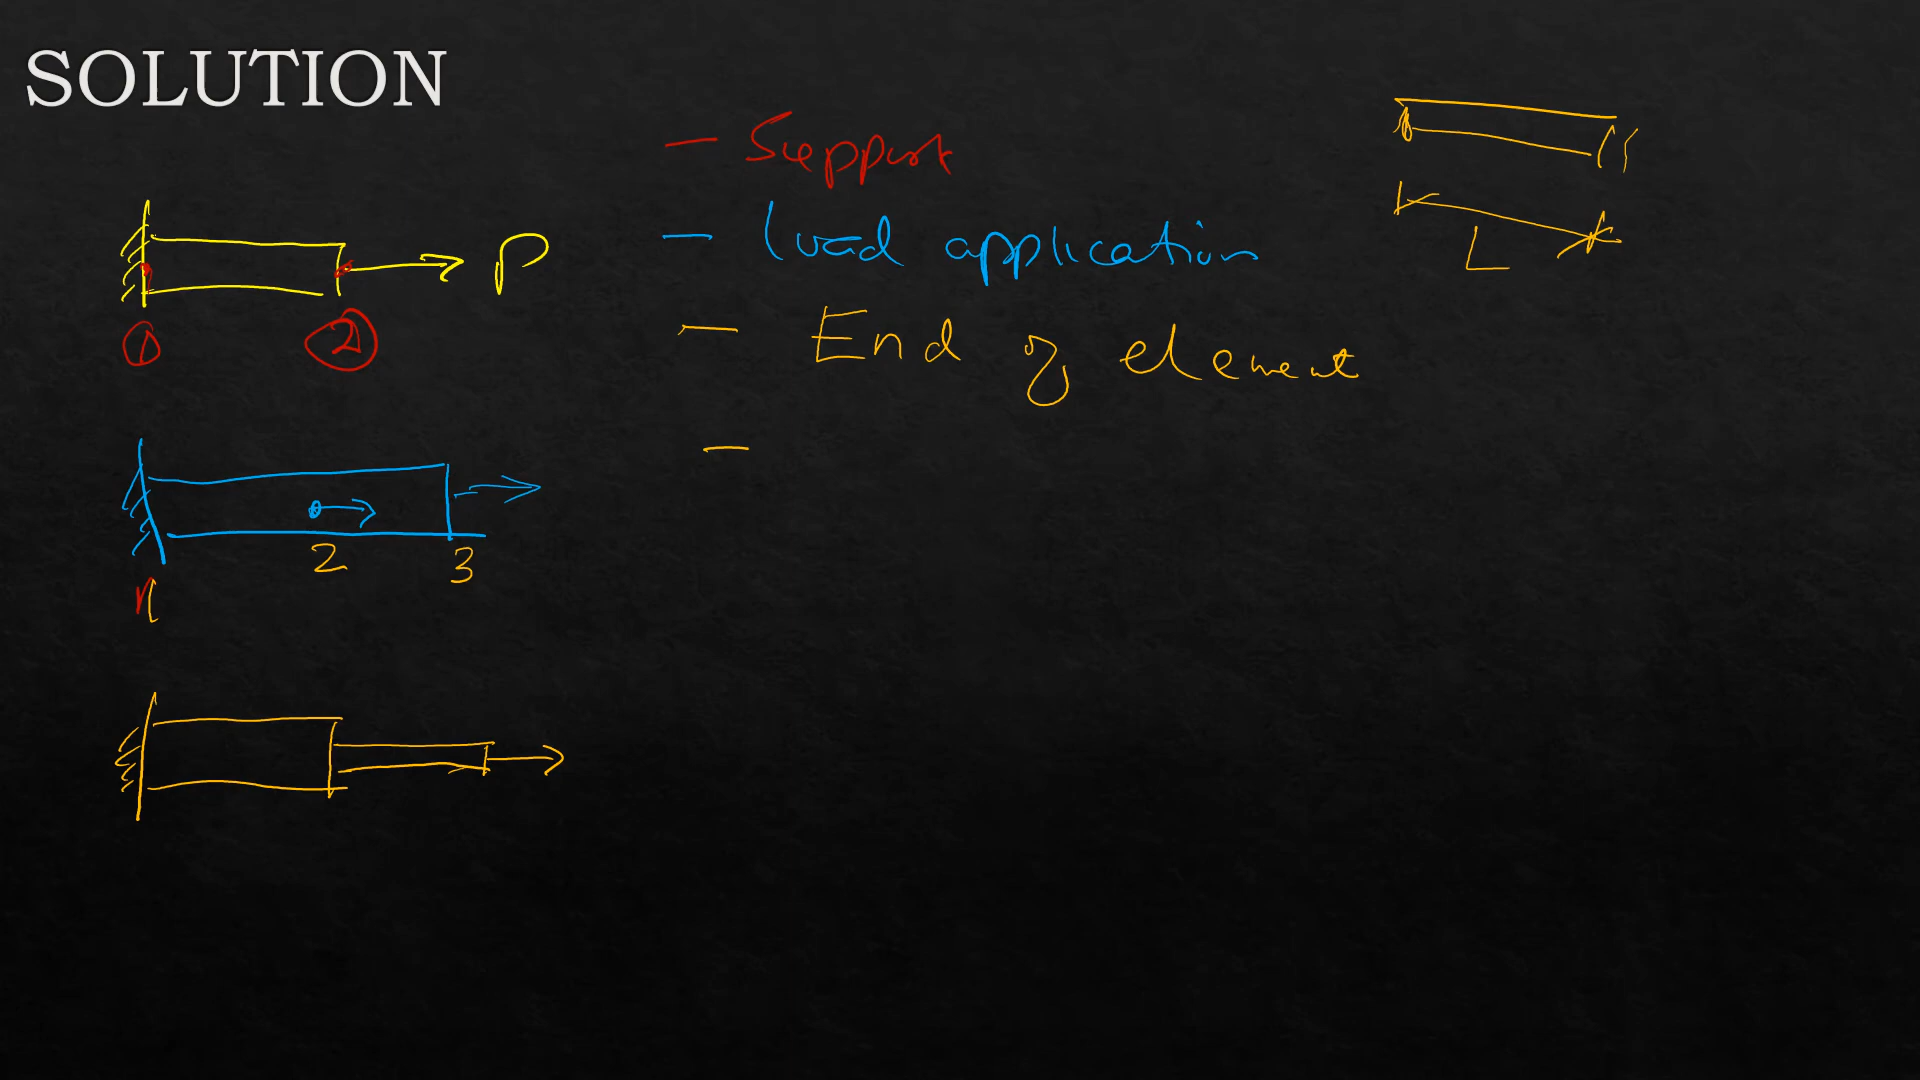 SOLUTION
- Support
- load application
- End of element
-
P
① ②
L
2 3
1